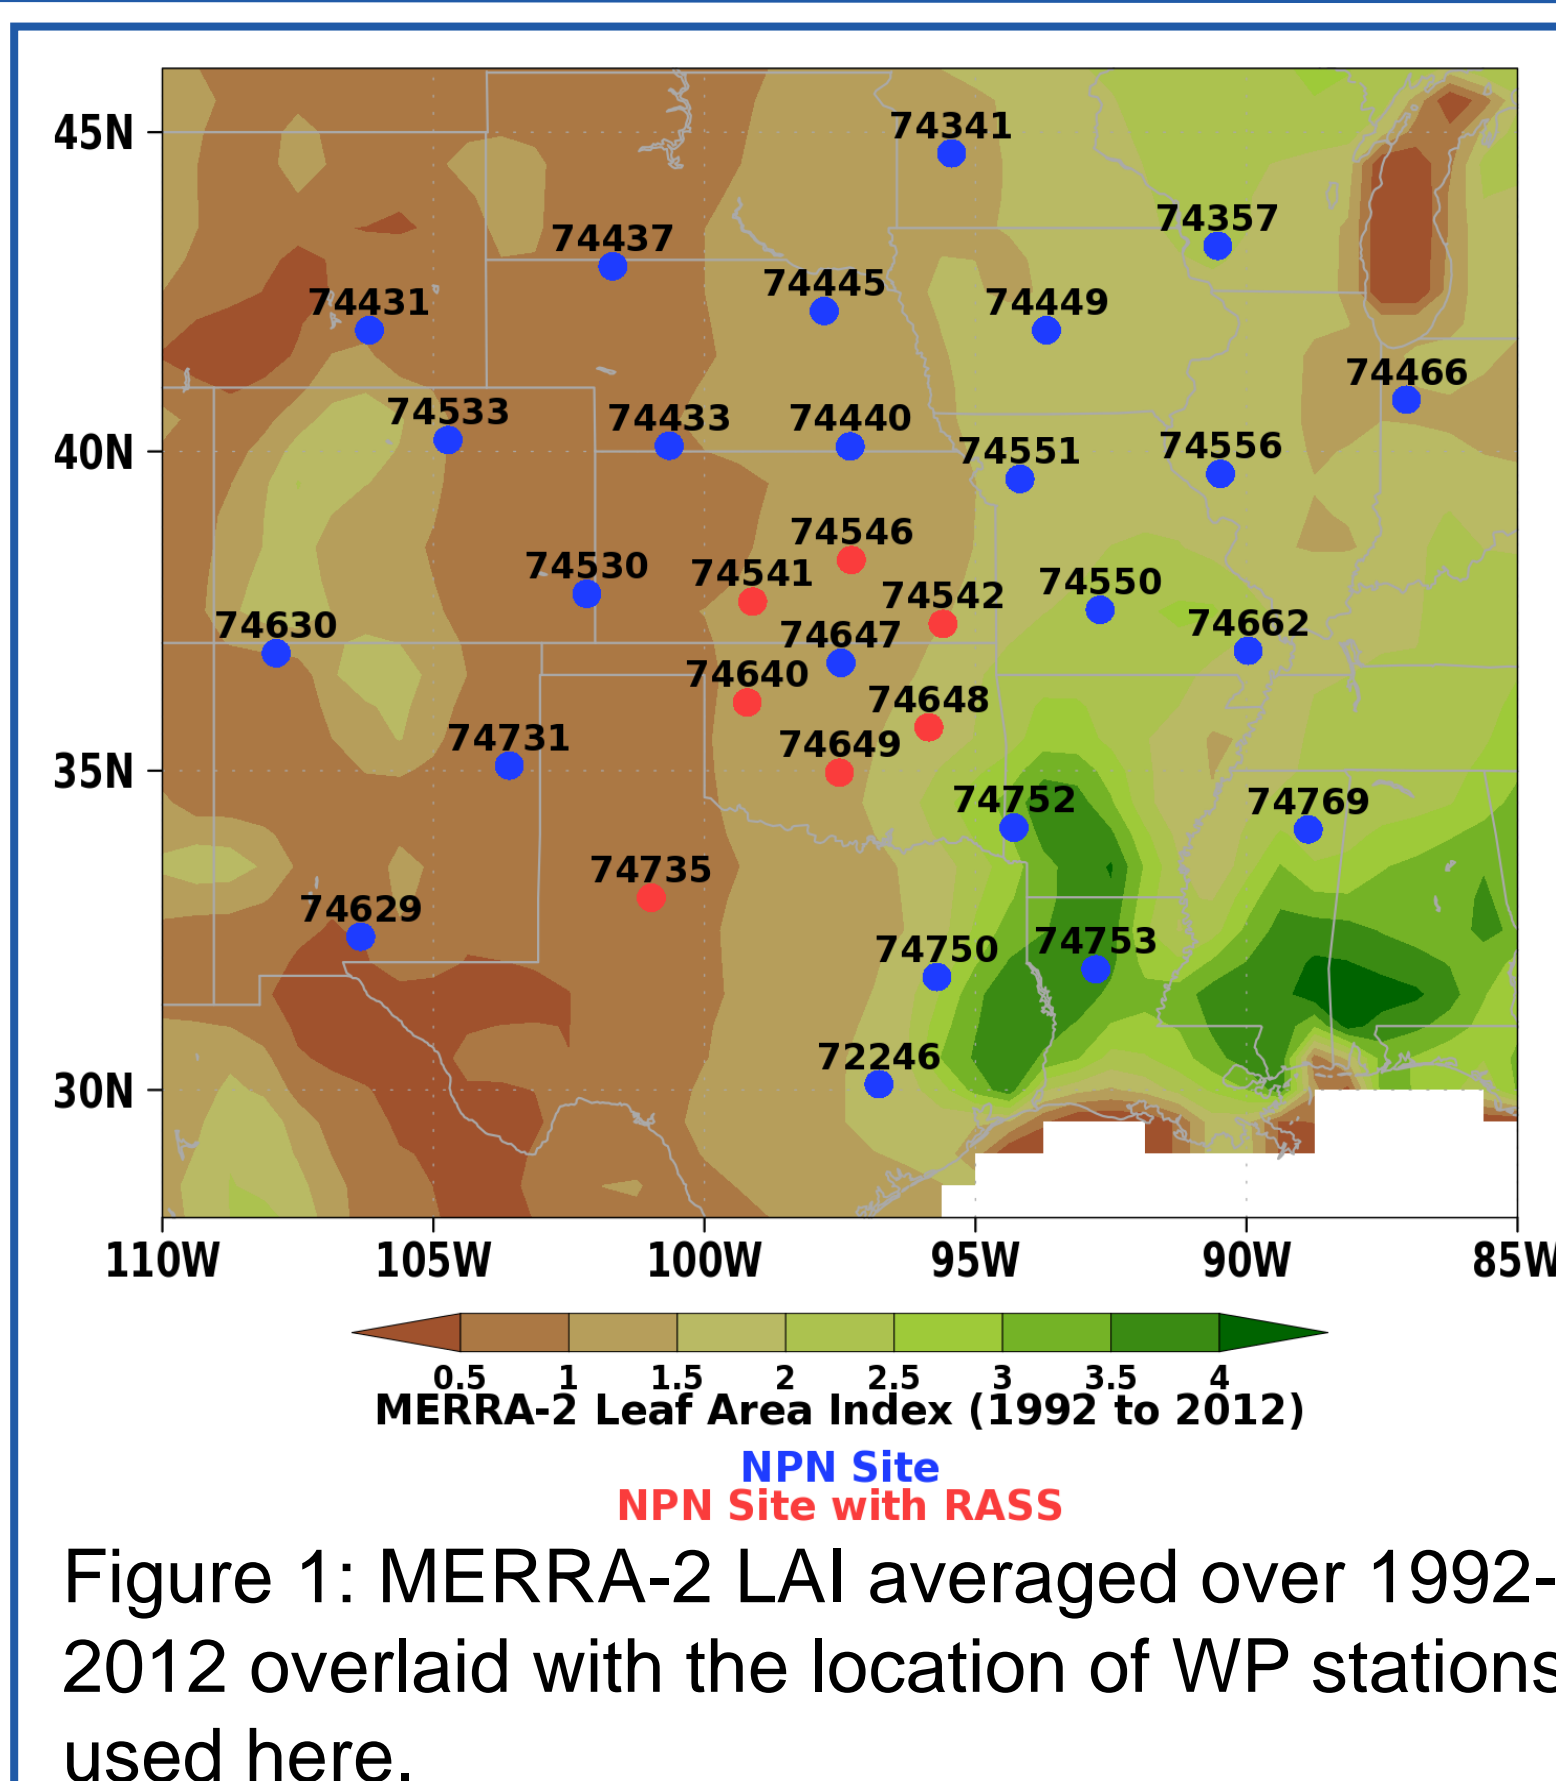 45N
74341
74357
74437
74445
74431
74449
74466
74533
74433
74440
40N
74551
74556
74546
74530
74541
74542
74550
74630
74647
74662
74640
74648
74731
74649
35N
74752
74769
74735
74629
74750
74753
72246
30N
110W 105W 100W 95W 90W 85W
0.5 1 1.5 2 2.5 3 3.5 4
MERRA-2 Leaf Area Index (1992 to 2012)
NPN Site
NPN Site with RASS
Figure 1: MERRA-2 LAI averaged over 1992-
2012 overlaid with the location of WP stations
used here.